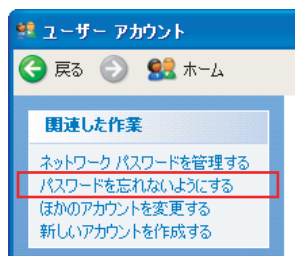 ユーザー アカウント
戻る ホーム
関連した作業
ネットワーク パスワードを管理する
パスワードを忘れないようにする
ほかのアカウントを変更する
新しいアカウントを作成する